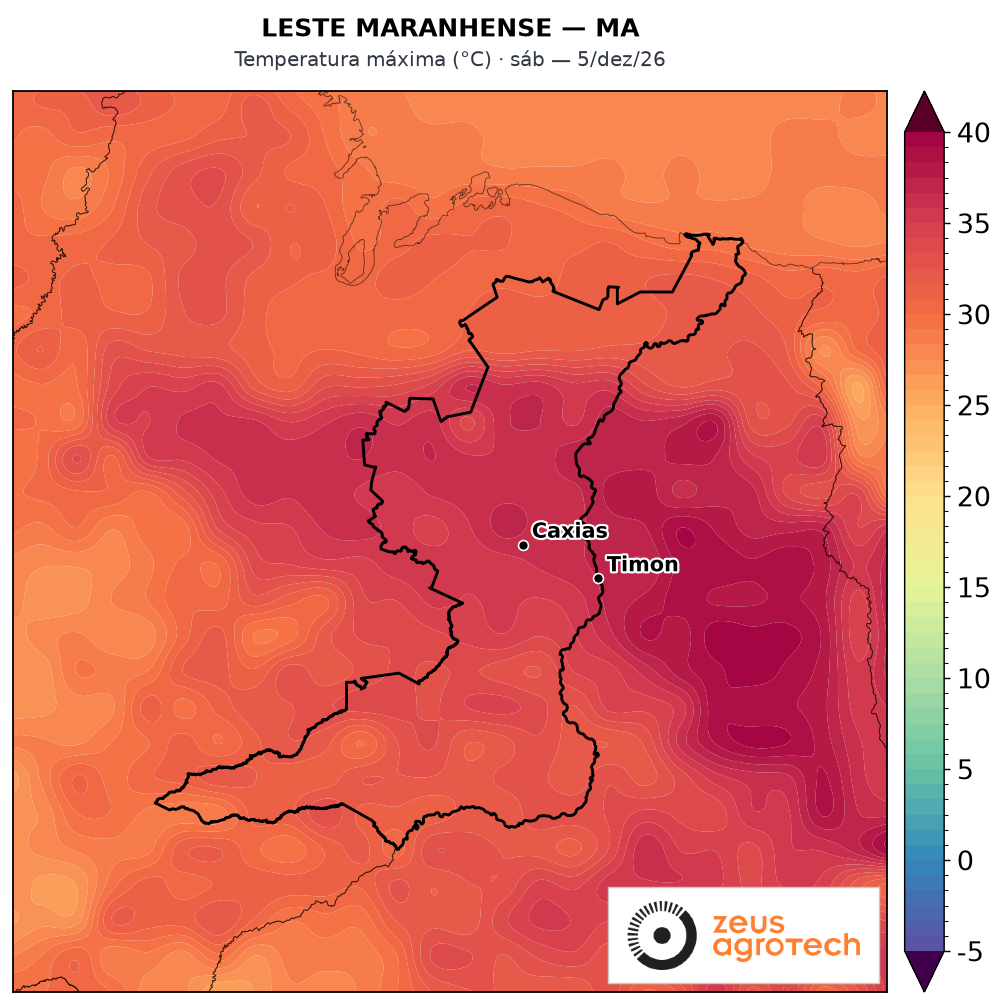 LESTE MARANHENSE — MA
Temperatura máxima (°C) · sáb — 5/dez/26
40
35
30
25
20
15
10
5
0
-5
Caxias
Timon
zeus
agrotech